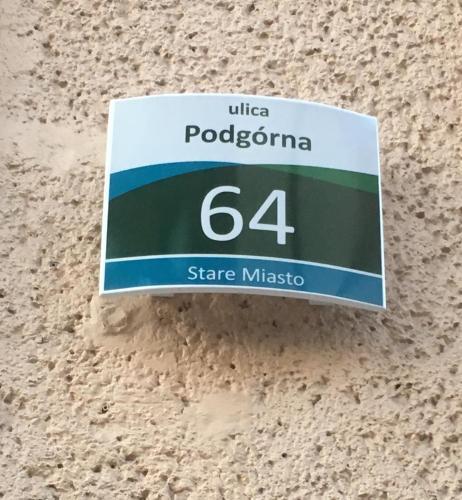 ulica
Podgórna
64
Stare Miasto